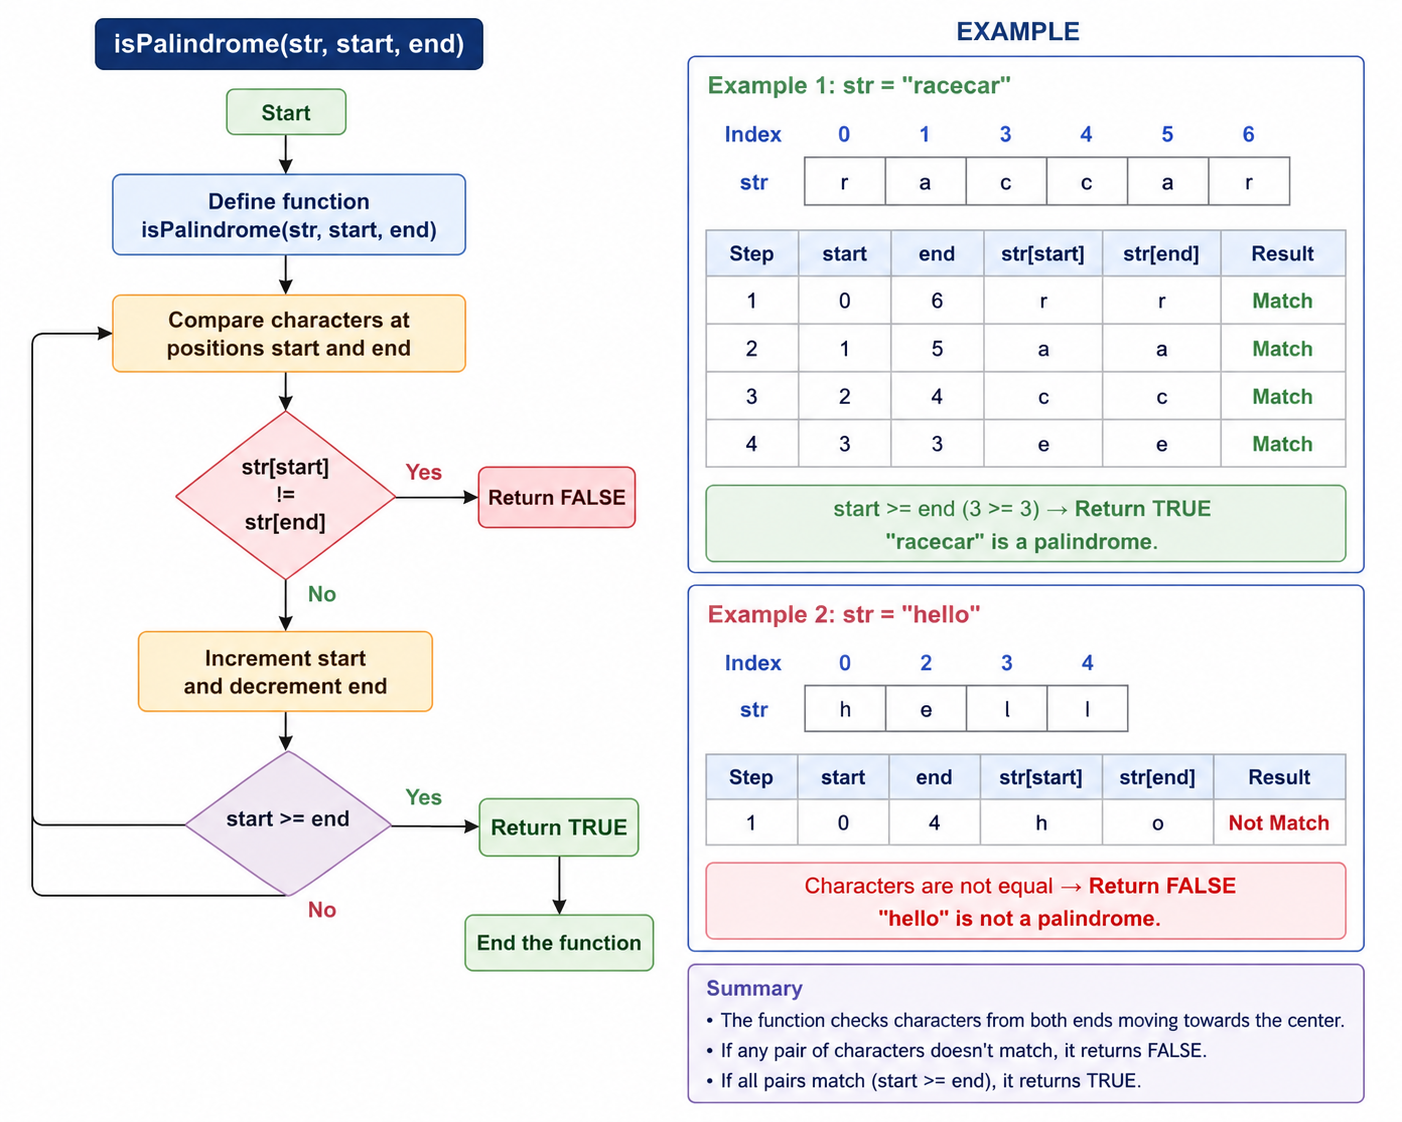 isPalindrome(str, start, end)
Start
Define function
isPalindrome(str, start, end)
Compare characters at
positions start and end
str[start]
!=
str[end]
Yes
Return FALSE
No
Increment start
and decrement end
start >= end
Yes
Return TRUE
No
End the function
EXAMPLE
Example 1: str = "racecar"
Index 0 1 3 4 5 6
str r a c c a r
Step start end str[start] str[end] Result
1 0 6 r r Match
2 1 5 a a Match
3 2 4 c c Match
4 3 3 e e Match
start >= end (3 >= 3) → Return TRUE
"racecar" is a palindrome.
Example 2: str = "hello"
Index 0 2 3 4
str h e l l
Step start end str[start] str[end] Result
1 0 4 h o Not Match
Characters are not equal → Return FALSE
"hello" is not a palindrome.
Summary
• The function checks characters from both ends moving towards the center.
• If any pair of characters doesn't match, it returns FALSE.
• If all pairs match (start >= end), it returns TRUE.